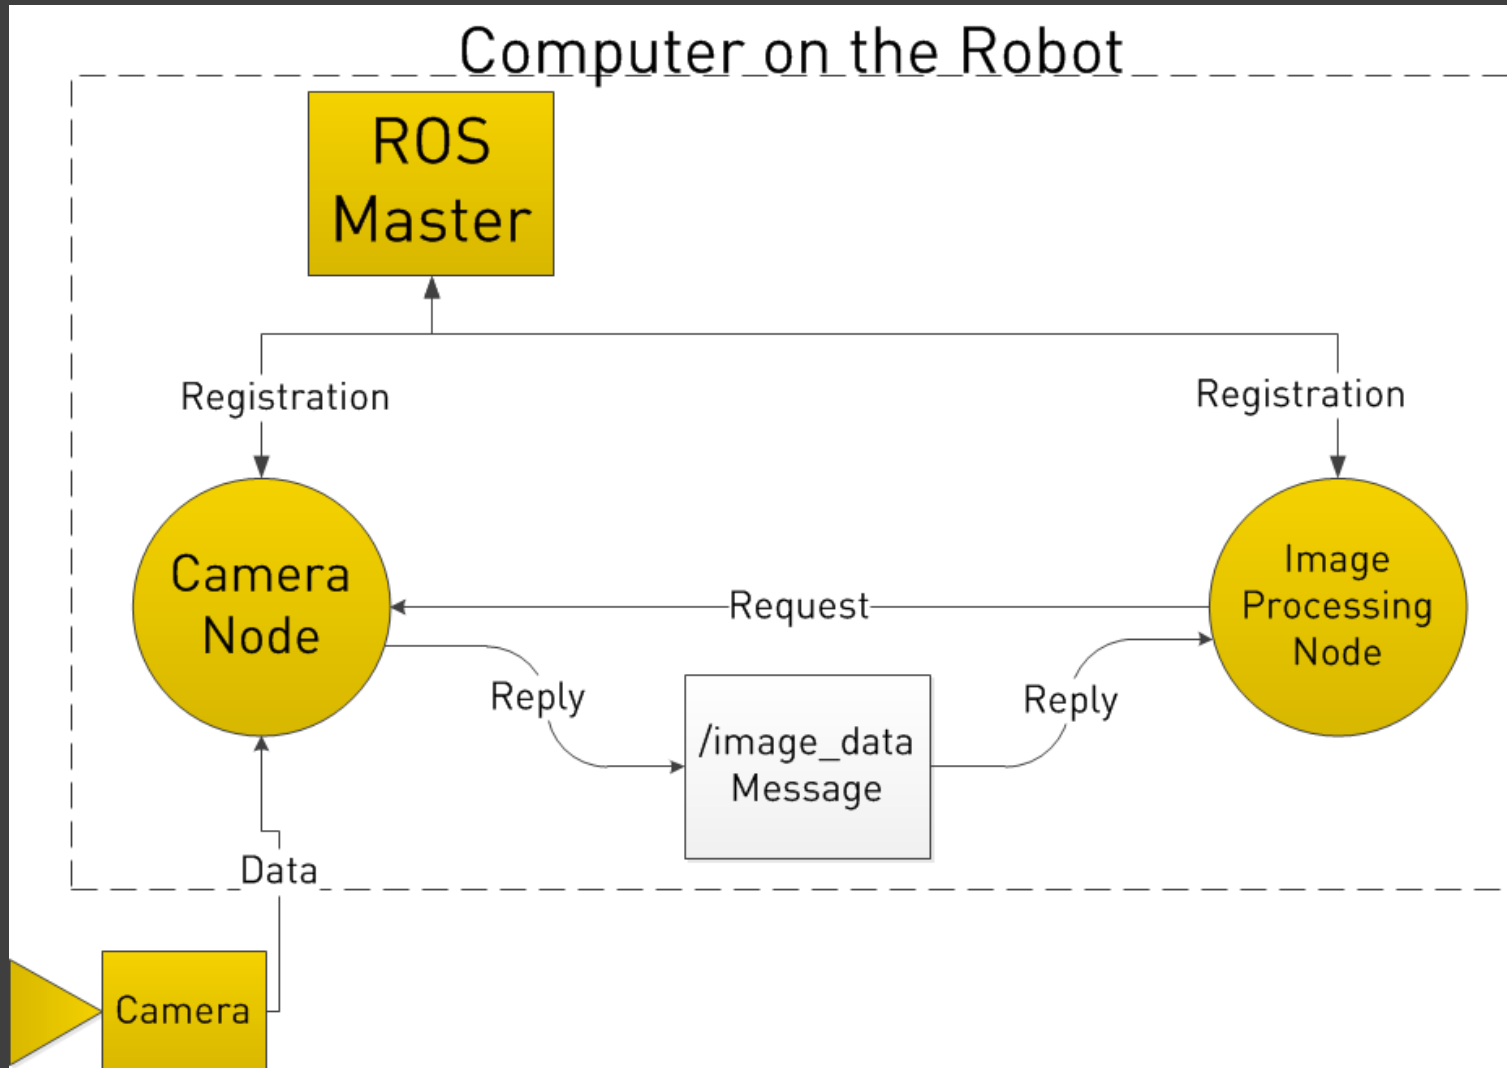 Computer on the Robot
ROS
Master
Registration
Registration
Camera
Node
Request
Image
Processing
Node
Reply
Reply
/image_data
Message
Data
Camera